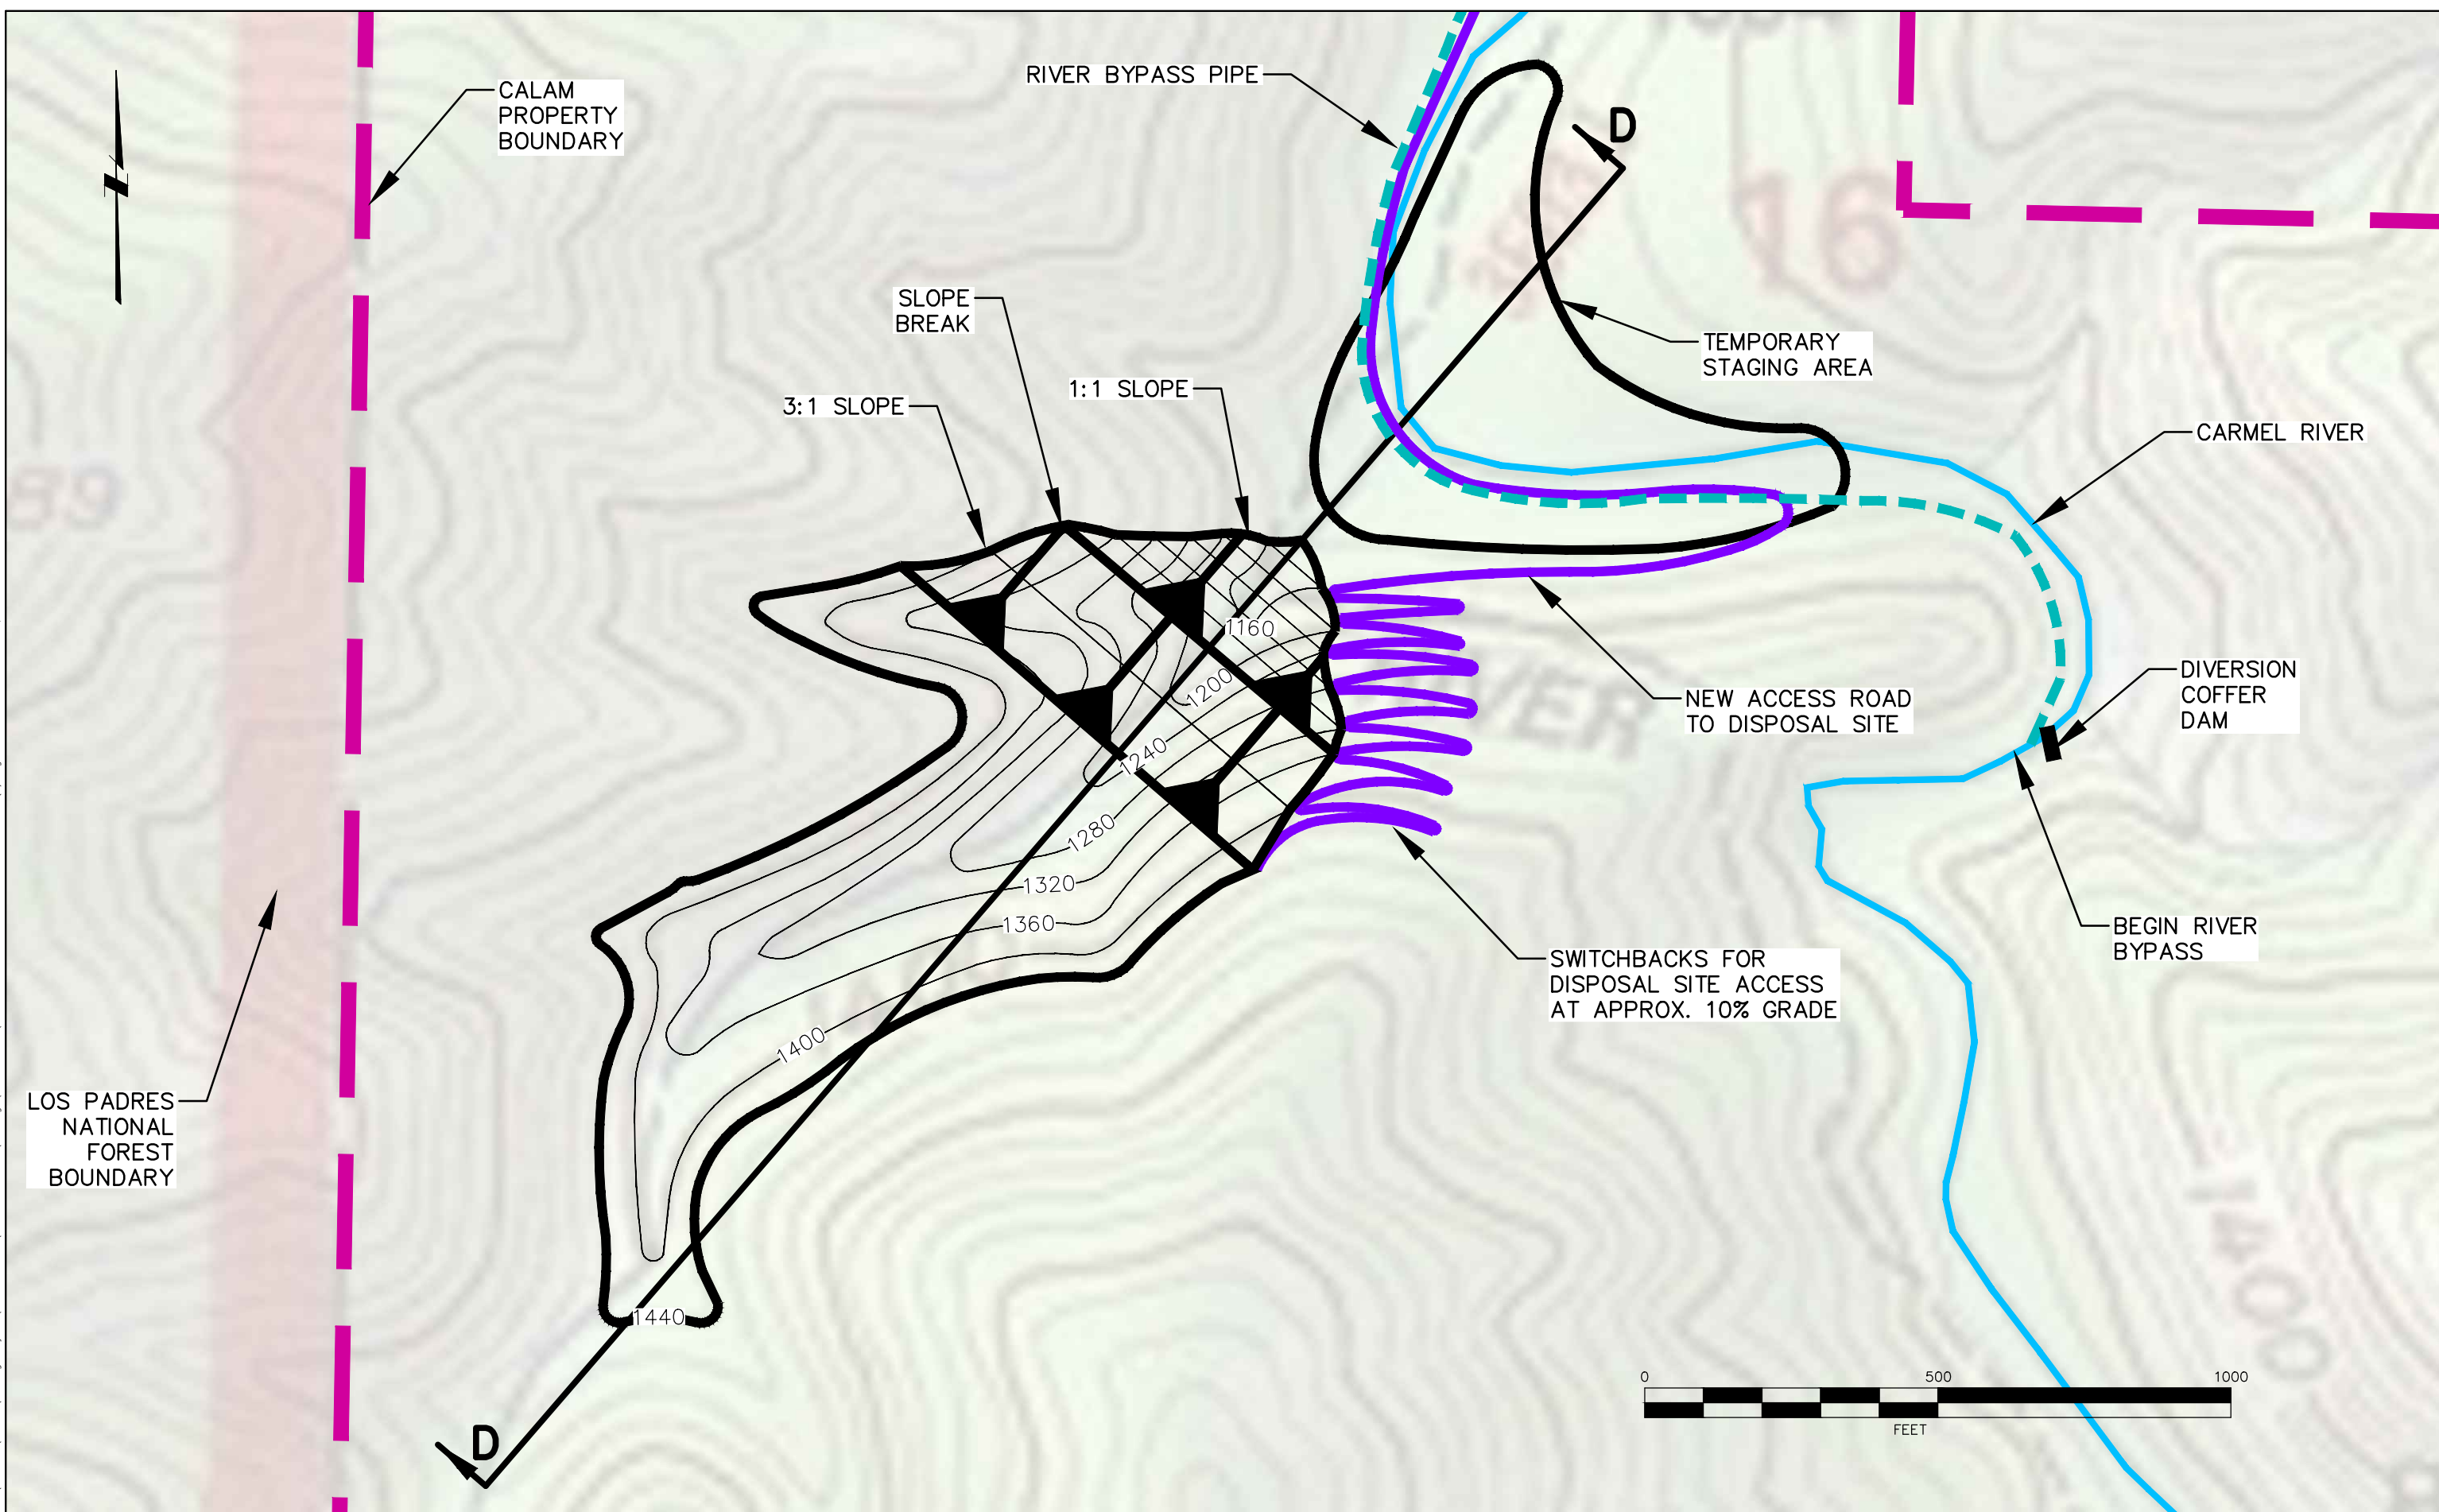 RIVER BYPASS PIPE
CALAM
PROPERTY
BOUNDARY
D
16
SLOPE
BREAK
TEMPORARY
STAGING AREA
3:1 SLOPE
1:1 SLOPE
CARMEL RIVER
89
1160
1200
1240
1280
1320
1360
1400
1440
DIVERSION
COFFER
DAM
NEW ACCESS ROAD
TO DISPOSAL SITE
BEGIN RIVER
BYPASS
SWITCHBACKS FOR
DISPOSAL SITE ACCESS
AT APPROX. 10% GRADE
LOS PADRES
NATIONAL
FOREST
BOUNDARY
1400
D
0 500 1000
FEET